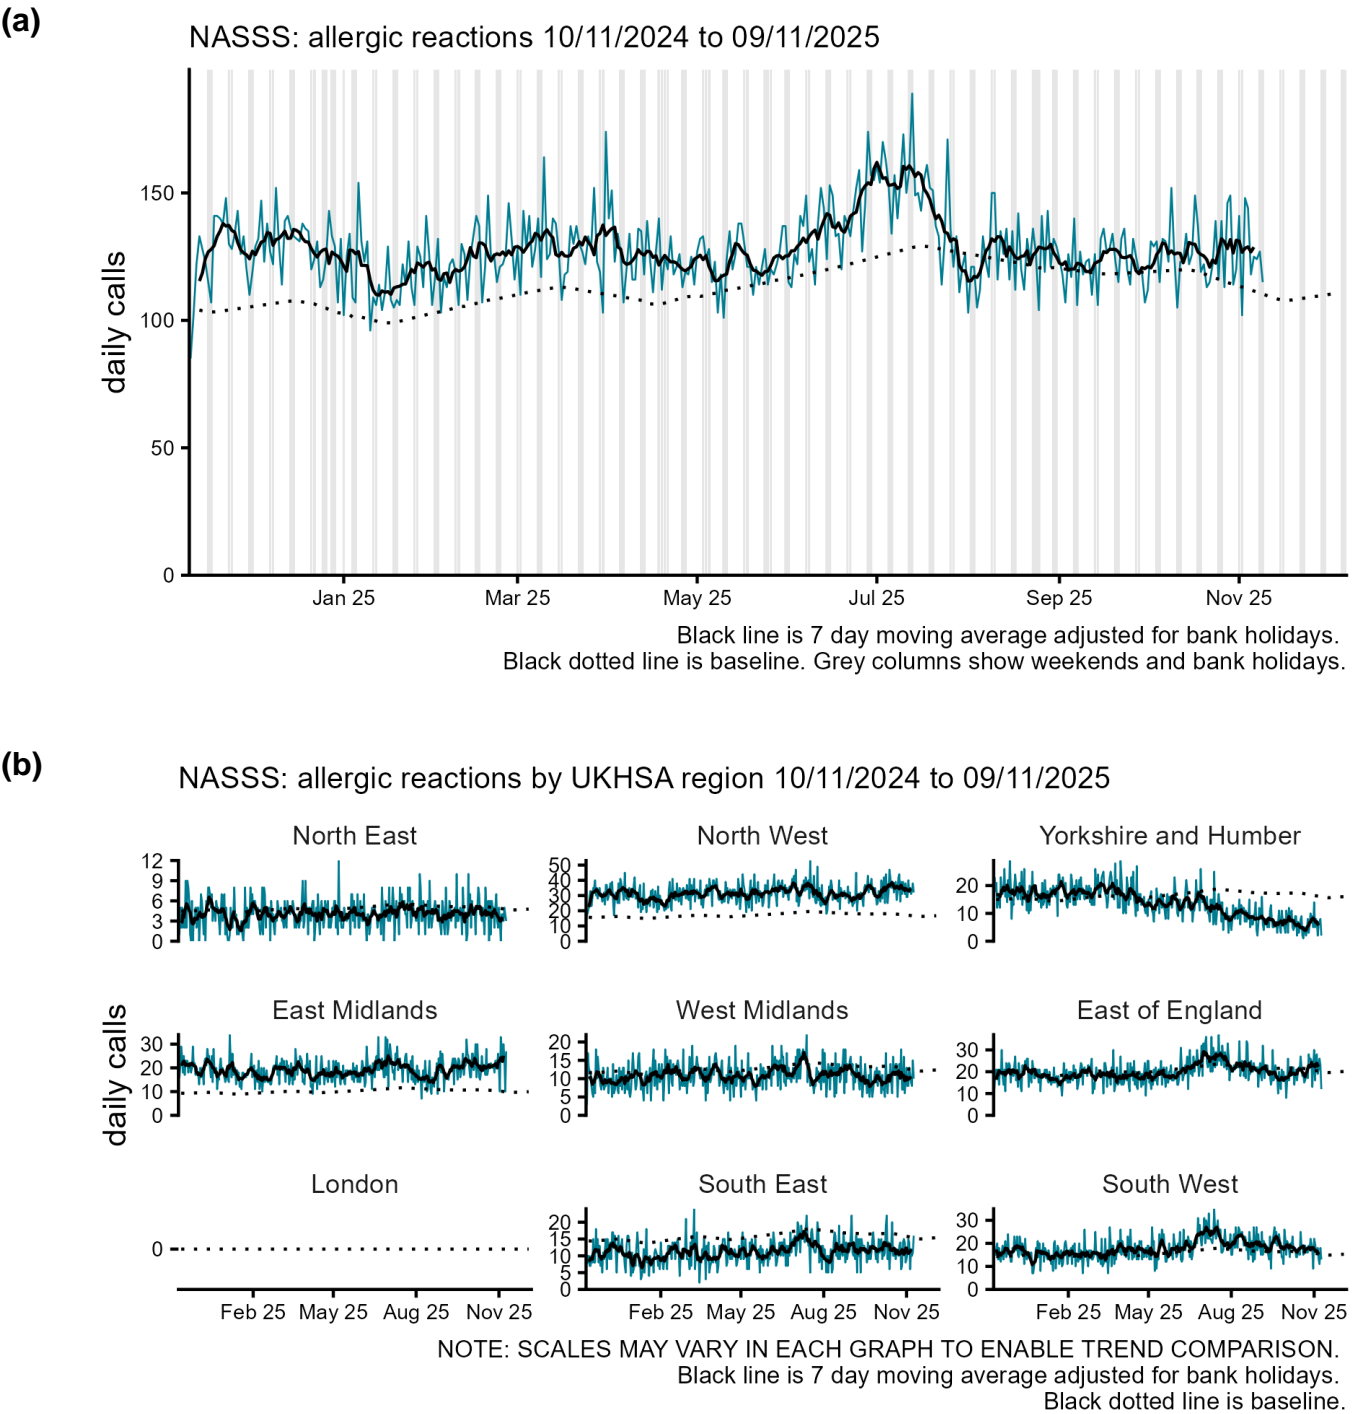 (a)
NASSS: allergic reactions 10/11/2024 to 09/11/2025
daily calls
150
100
50
0
Jan 25 Mar 25 May 25 Jul 25 Sep 25 Nov 25
Black line is 7 day moving average adjusted for bank holidays.
Black dotted line is baseline. Grey columns show weekends and bank holidays.
(b)
NASSS: allergic reactions by UKHSA region 10/11/2024 to 09/11/2025
daily calls
North East
12
9
6
3
0
North West
50
40
30
20
10
0
Yorkshire and Humber
20
10
0
East Midlands
30
20
10
0
West Midlands
20
15
10
5
0
East of England
30
20
10
0
London
0
South East
20
15
10
5
0
South West
30
20
10
0
Feb 25 May 25 Aug 25 Nov 25 Feb 25 May 25 Aug 25 Nov 25 Feb 25 May 25 Aug 25 Nov 25
NOTE: SCALES MAY VARY IN EACH GRAPH TO ENABLE TREND COMPARISON.
Black line is 7 day moving average adjusted for bank holidays.
Black dotted line is baseline.